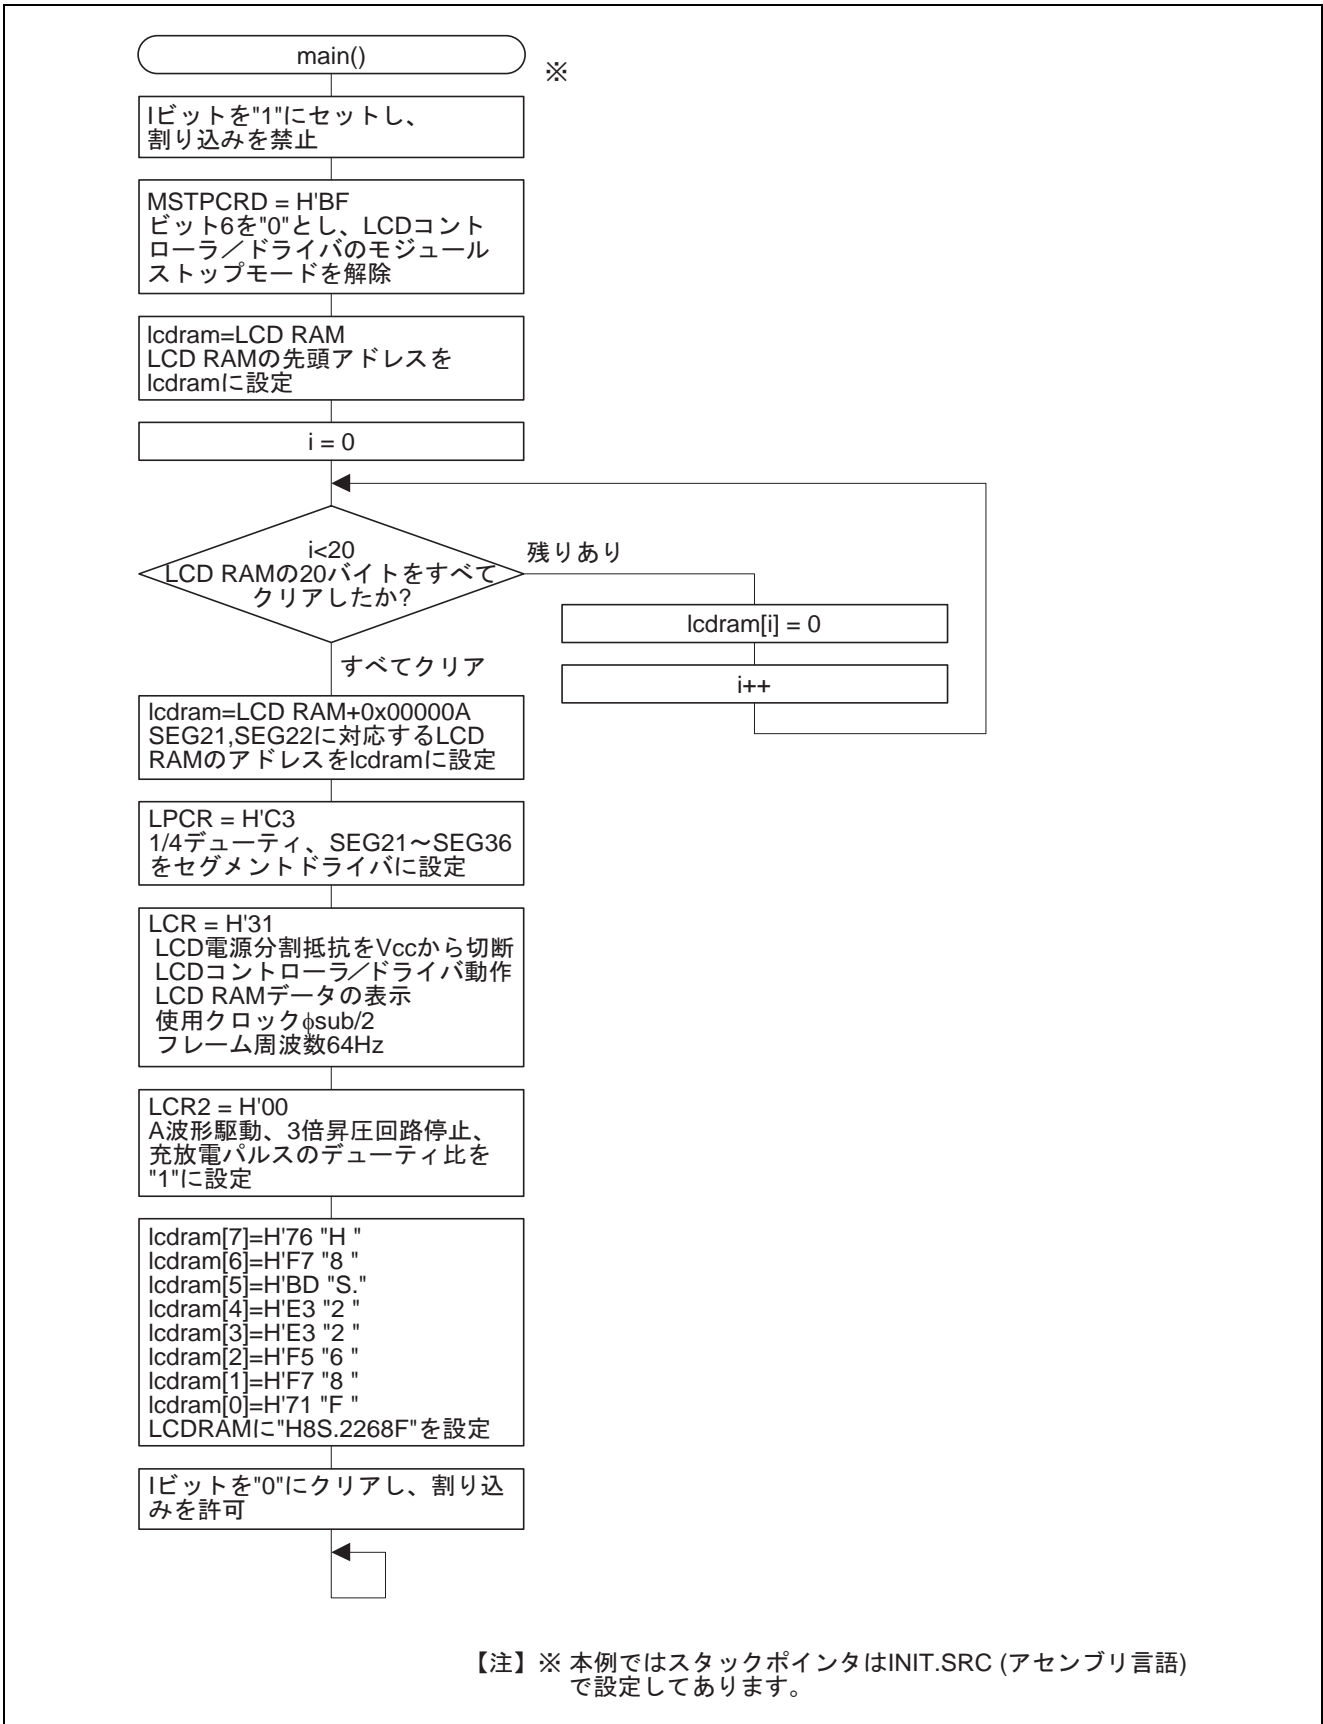 main()
※
Iビットを"1"にセットし、
割り込みを禁止
MSTPCRD = H'BF
ビット6を"0"とし、LCDコント
ローラ／ドライバのモジュール
ストップモードを解除
lcdram=LCD RAM
LCD RAMの先頭アドレスを
lcdramに設定
i = 0
i<20
LCD RAMの20バイトをすべて
クリアしたか?
残りあり
lcdram[i] = 0
i++
すべてクリア
lcdram=LCD RAM+0x00000A
SEG21,SEG22に対応するLCD
RAMのアドレスをlcdramに設定
LPCR = H'C3
1/4デューティ、SEG21～SEG36
をセグメントドライバに設定
LCR = H'31
LCD電源分割抵抗をVccから切断
LCDコントローラ／ドライバ動作
LCD RAMデータの表示
使用クロックφsub/2
フレーム周波数64Hz
LCR2 = H'00
A波形駆動、3倍昇圧回路停止、
充放電パルスのデューティ比を
"1"に設定
lcdram[7]=H'76 "H "
lcdram[6]=H'F7 "8 "
lcdram[5]=H'BD "S."
lcdram[4]=H'E3 "2 "
lcdram[3]=H'E3 "2 "
lcdram[2]=H'F5 "6 "
lcdram[1]=H'F7 "8 "
lcdram[0]=H'71 "F "
LCDRAMに"H8S.2268F"を設定
Iビットを"0"にクリアし、割り込
みを許可
【注】※ 本例ではスタックポインタはINIT.SRC (アセンブリ言語)
で設定してあります。